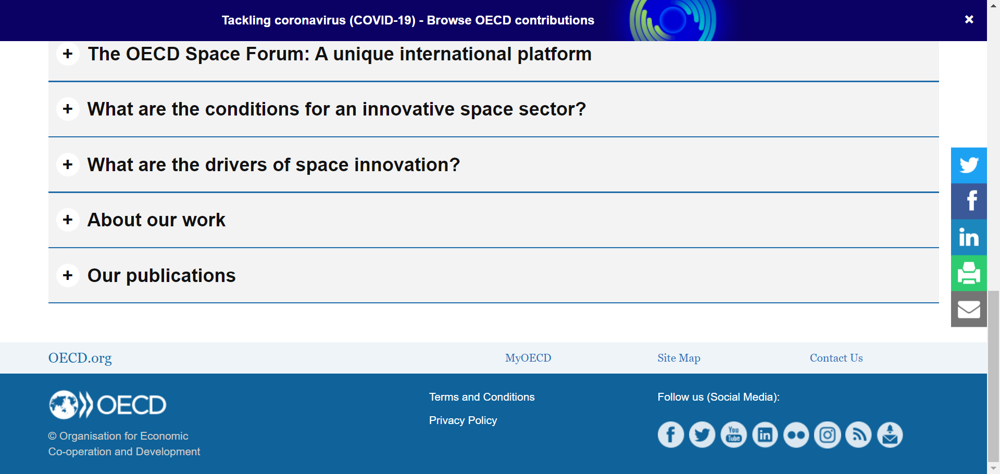 Tackling coronavirus (COVID-19) - Browse OECD contributions
The OECD Space Forum: A unique international platform
What are the conditions for an innovative space sector?
What are the drivers of space innovation?
About our work
Our publications
OECD.org
MyOECD
Site Map
Contact Us
OECD
© Organisation for Economic
Co-operation and Development
Terms and Conditions
Privacy Policy
Follow us (Social Media):
You
Tube